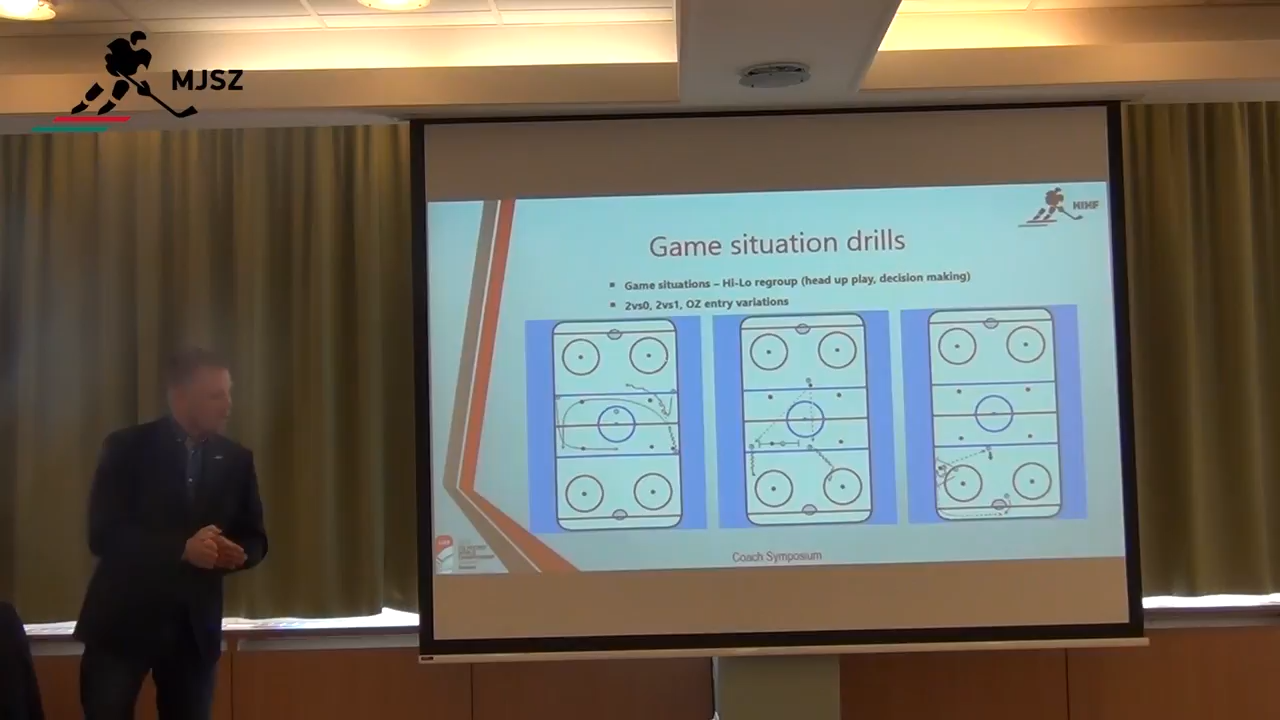 MJSZ
HIHF
Game situation drills
▪ Game situations – Hi-Lo regroup (head up play, decision making)
▪ 2vs0, 2vs1, OZ entry variations
Coach Symposium